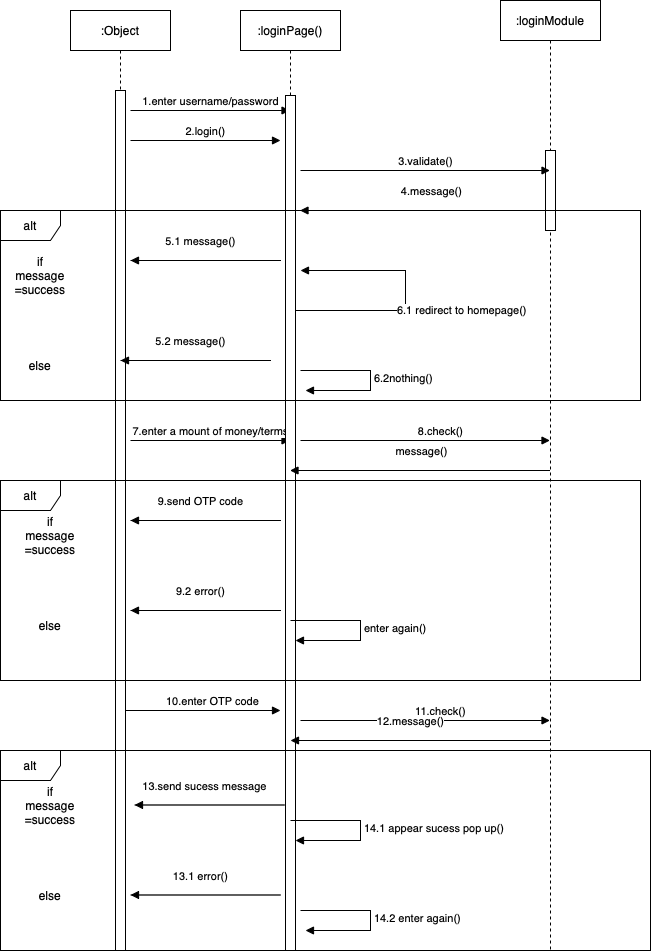 :Object
:loginPage()
:loginModule
1.enter username/password
2.login()
3.validate()
4.message()
alt
5.1 message()
if
message
=success
6.1 redirect to homepage()
5.2 message()
else
6.2nothing()
7.enter a mount of money/terms
8.check()
message()
alt
9.send OTP code
if
message
=success
9.2 error()
else
enter again()
10.enter OTP code
11.check()
12.message()
alt
13.send sucess message
if
message
=success
14.1 appear sucess pop up()
13.1 error()
else
14.2 enter again()